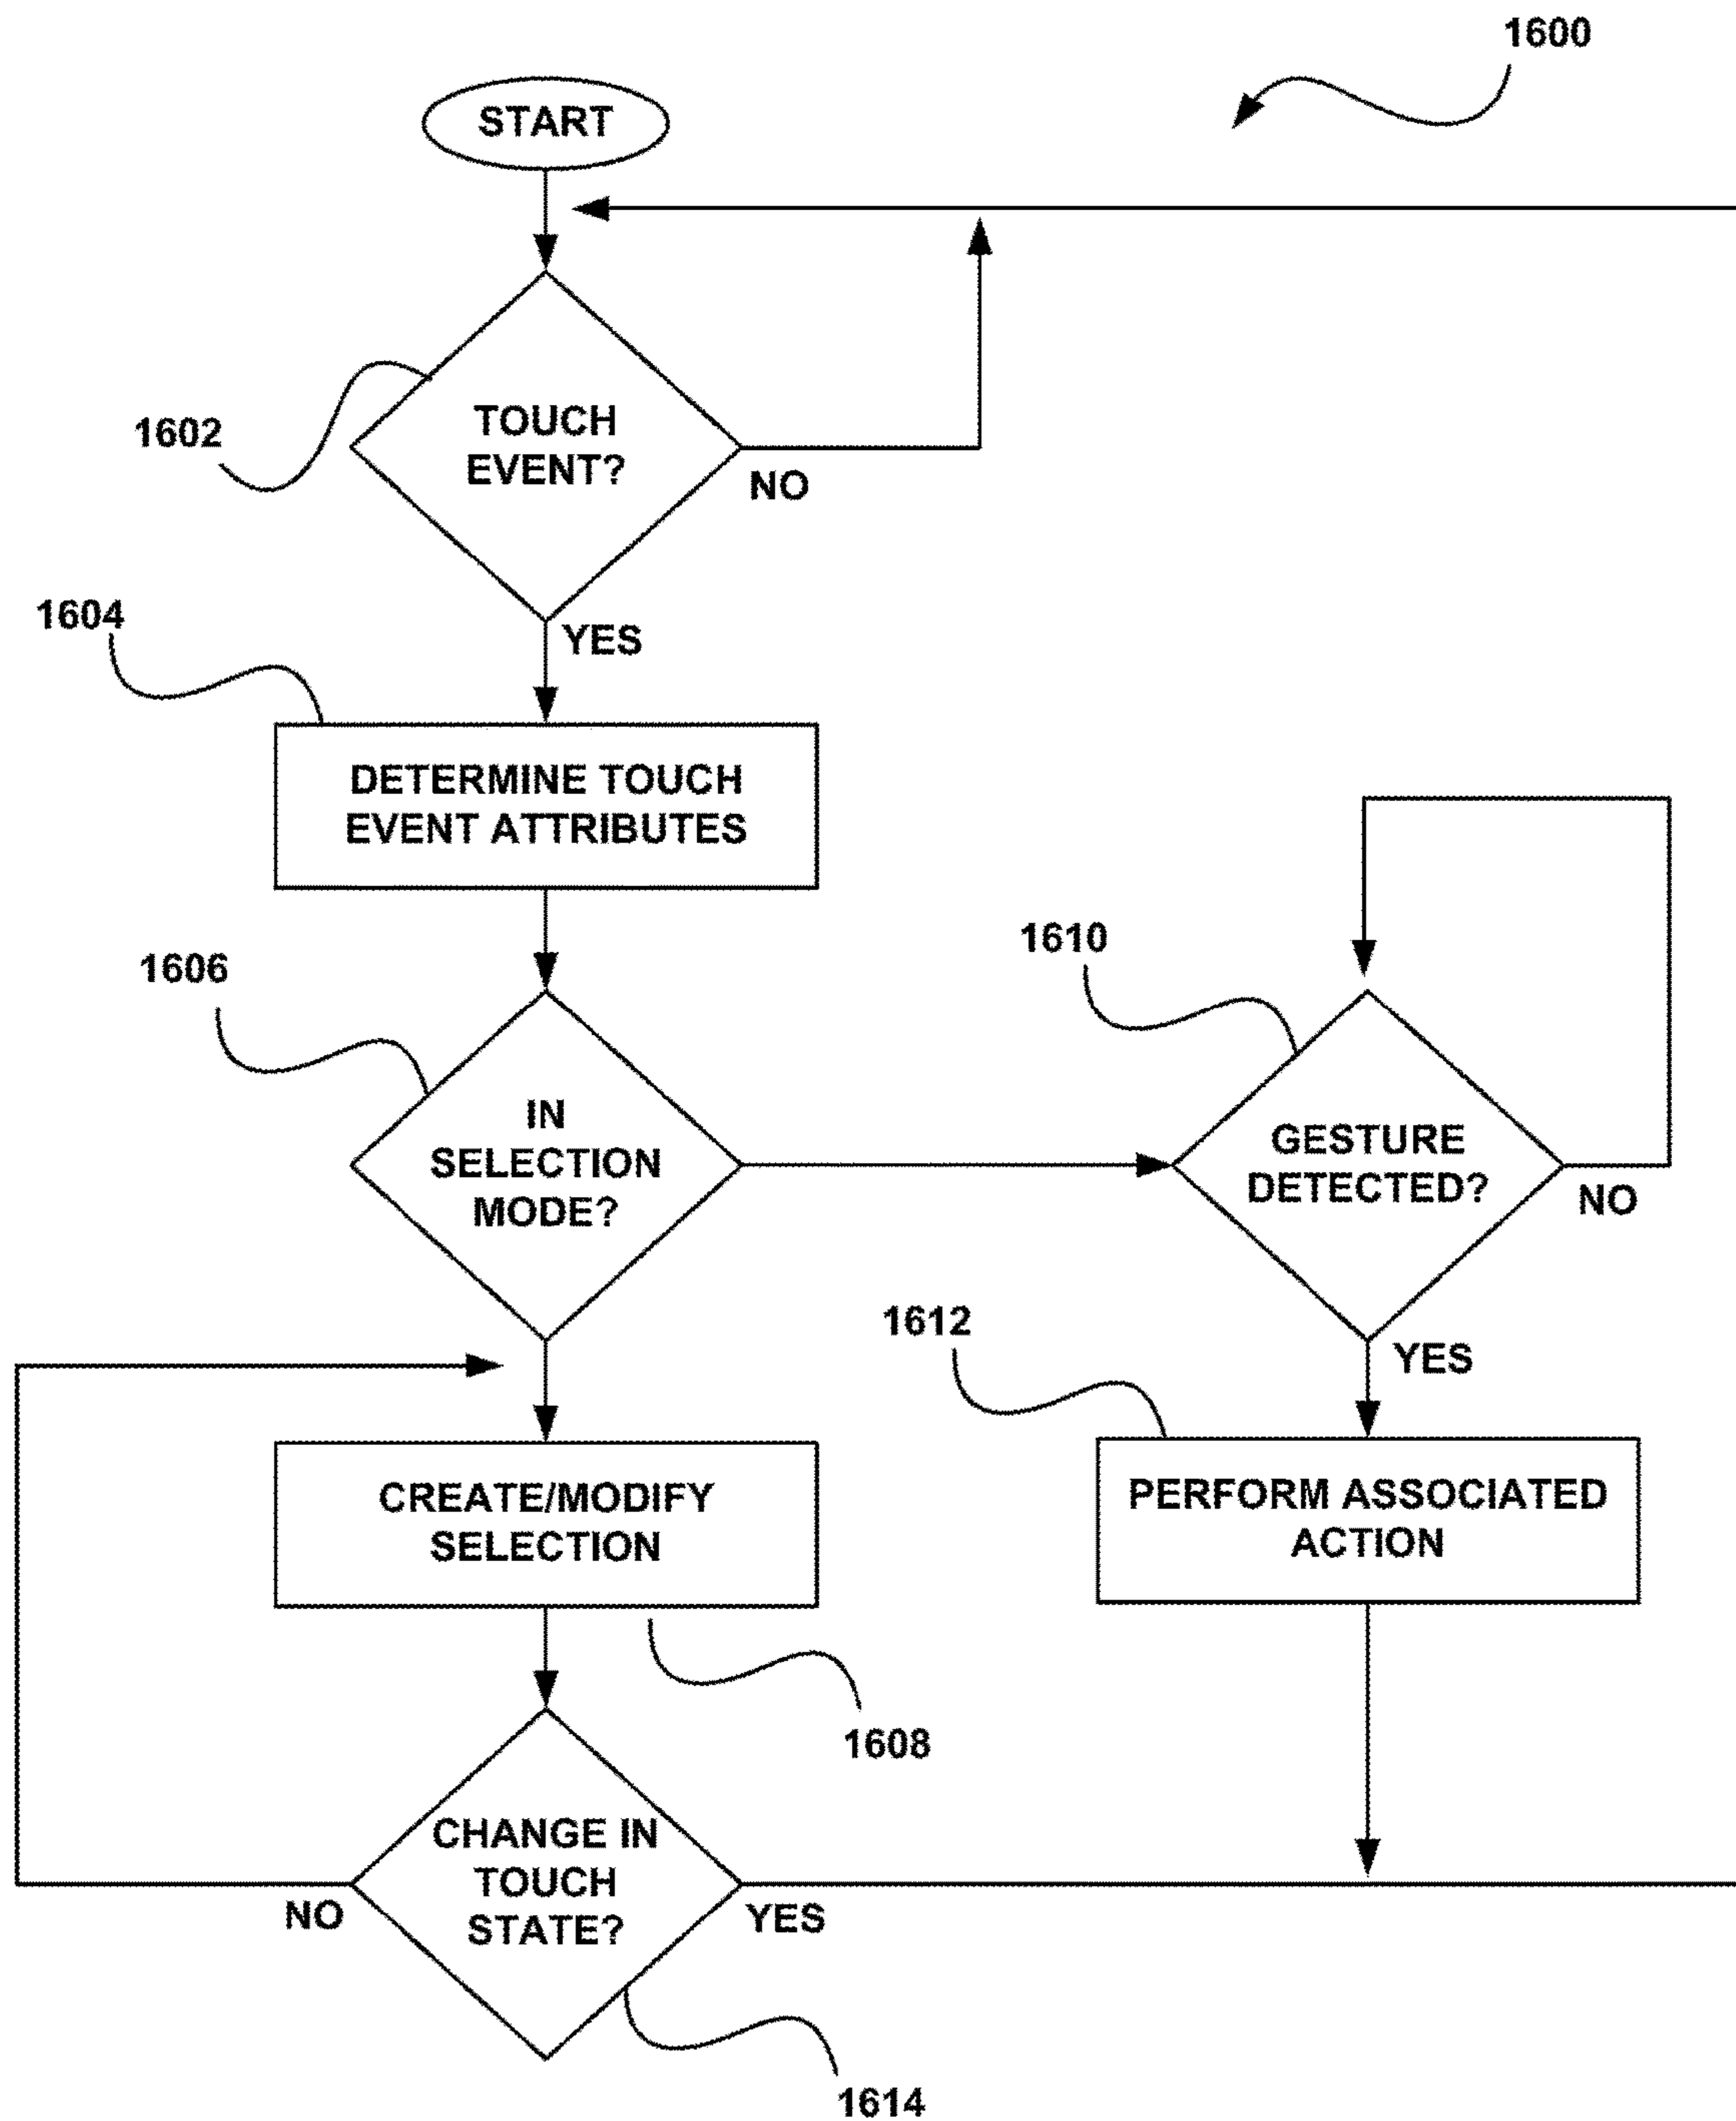 1600
START
1602
TOUCH
EVENT?
NO
YES
1604
DETERMINE TOUCH
EVENT ATTRIBUTES
1606
IN
SELECTION
MODE?
1610
GESTURE
DETECTED?
NO
YES
1612
PERFORM ASSOCIATED
ACTION
CREATE/MODIFY
SELECTION
1608
CHANGE IN
TOUCH
STATE?
NO
YES
1614